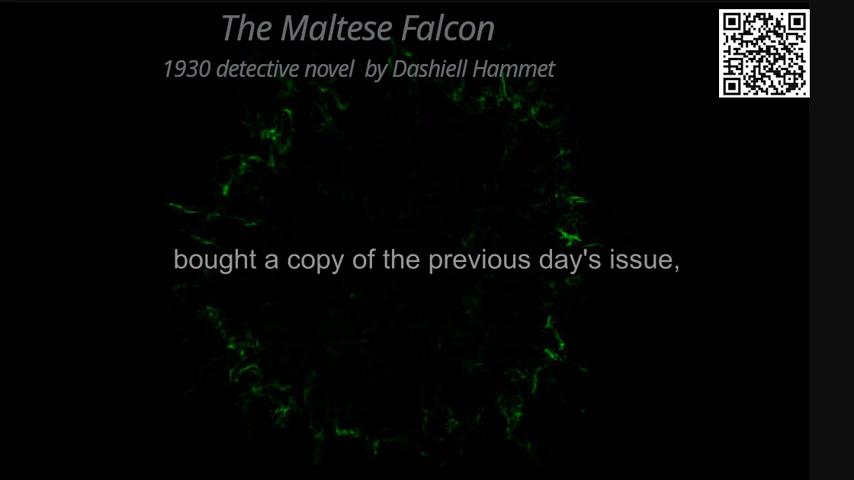 The Maltese Falcon
1930 detective novel by Dashiell Hammet
bought a copy of the previous day's issue,